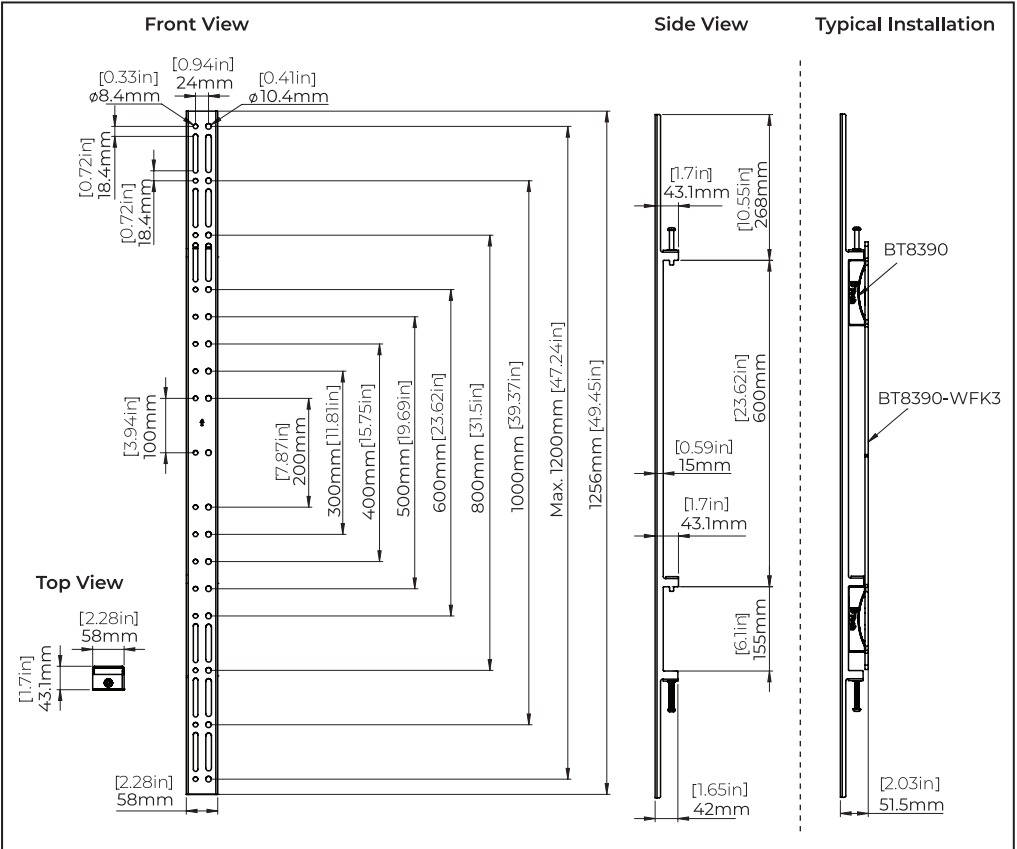 Front View
Side View
Typical Installation
[0.33in]
ø8.4mm
[0.94in]
24mm
[0.41in]
ø10.4mm
[0.72in]
18.4mm
[0.72in]
18.4mm
[3.94in]
100mm
[7.87in]
200mm
300mm [11.81in]
400mm [15.75in]
500mm [19.69in]
600mm [23.62in]
800mm [31.5in]
1000mm [39.37in]
Max. 1200mm [47.24in]
1256mm [49.45in]
[2.28in]
58mm
Top View
[2.28in]
58mm
[1.7in]
43.1mm
[1.7in]
43.1mm
[10.55in]
268mm
[23.62in]
600mm
[0.59in]
15mm
[1.7in]
43.1mm
[6.1in]
155mm
[1.65in]
42mm
BT8390
BT8390-WFK3
[2.03in]
51.5mm